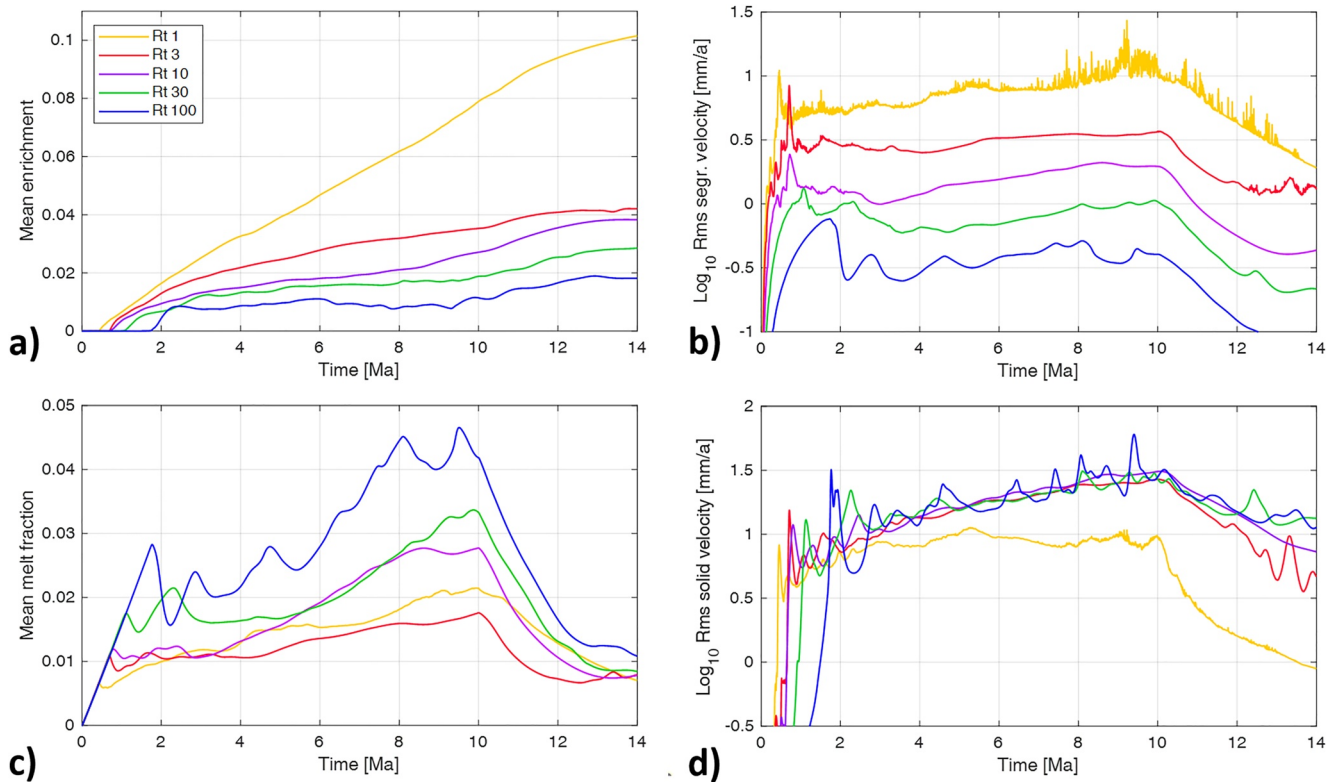 0.1
0.08
0.06
0.04
0.02
0
Mean enrichment
Rt 1
Rt 3
Rt 10
Rt 30
Rt 100
0 2 4 6 8 10 12 14
Time [Ma]
a)
1.5
1
0.5
0
-0.5
-1
Log10 Rms segr. velocity [mm/a]
0 2 4 6 8 10 12 14
Time [Ma]
b)
0.05
0.04
0.03
0.02
0.01
0
Mean melt fraction
0 2 4 6 8 10 12 14
Time [Ma]
c)
2
1.5
1
0.5
0
-0.5
Log10 Rms solid velocity [mm/a]
0 2 4 6 8 10 12 14
Time [Ma]
d)